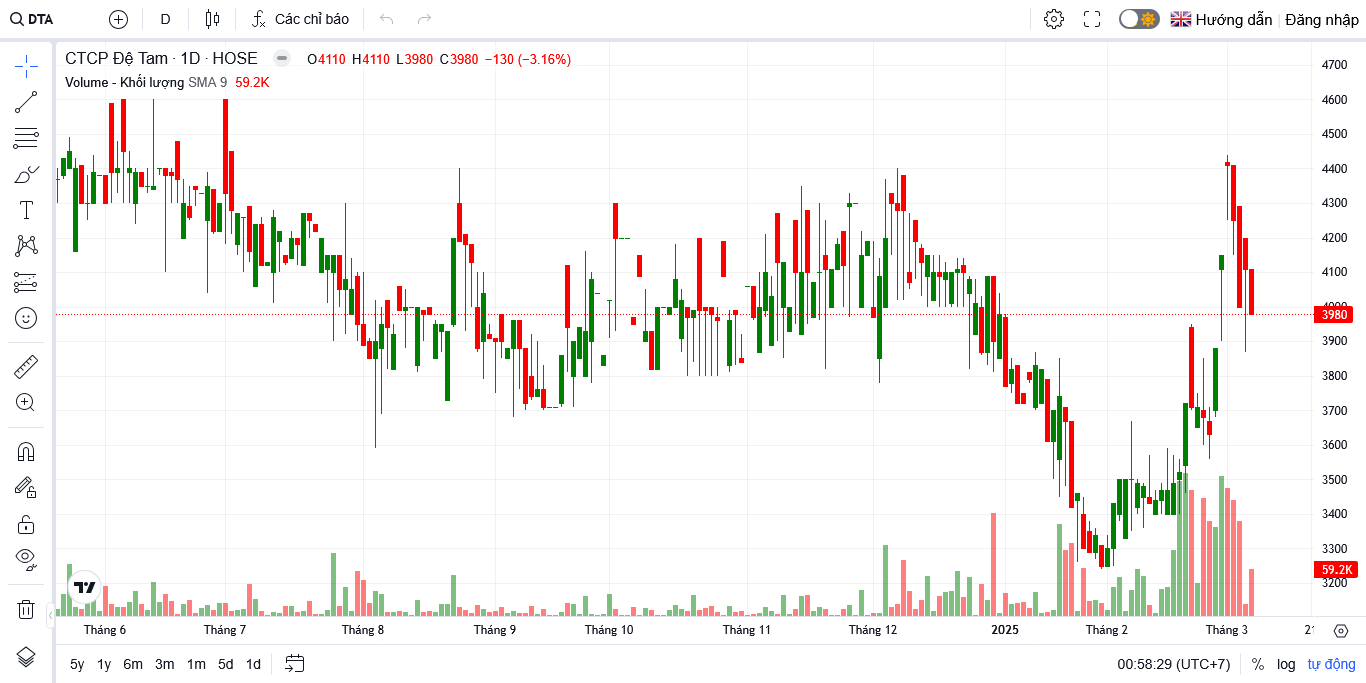 DTA D Các chỉ báo Hướng dẫn Đăng nhập
CTCP Đệ Tam · 1D · HOSE O4110 H4110 L3980 C3980 −130 (−3.16%)
Volume - Khối lượng SMA 9 59.2K
4700
4600
4500
4400
4300
4200
4100
4000
3980
3900
3800
3700
3600
3500
3400
3300
59.2K
3200
Tháng 6 Tháng 7 Tháng 8 Tháng 9 Tháng 10 Tháng 11 Tháng 12 2025 Tháng 2 Tháng 3
5y 1y 6m 3m 1m 5d 1d 00:58:29 (UTC+7) % log tự động